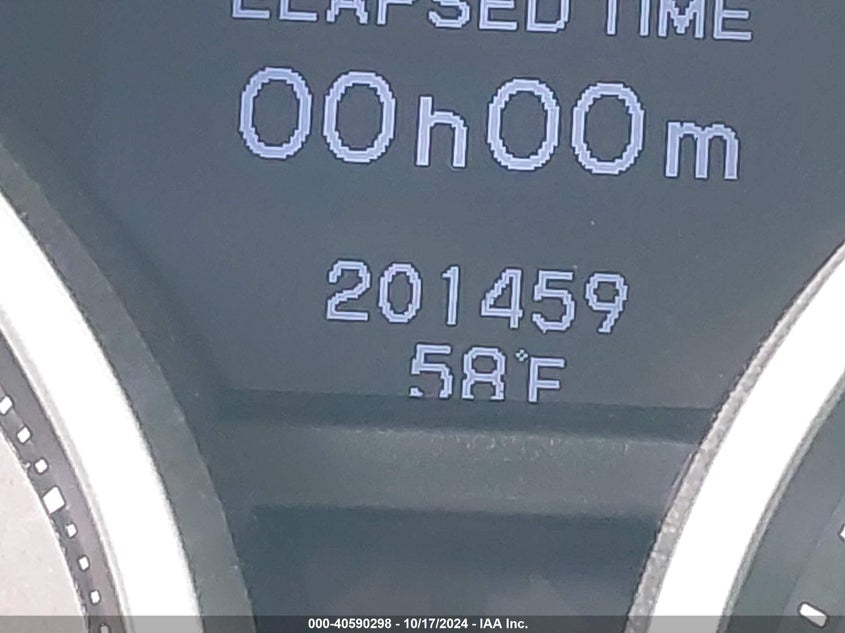 ELAPSED TIME
00h00m
201459
58°F
000-40590298 - 10/17/2024 - IAA Inc.